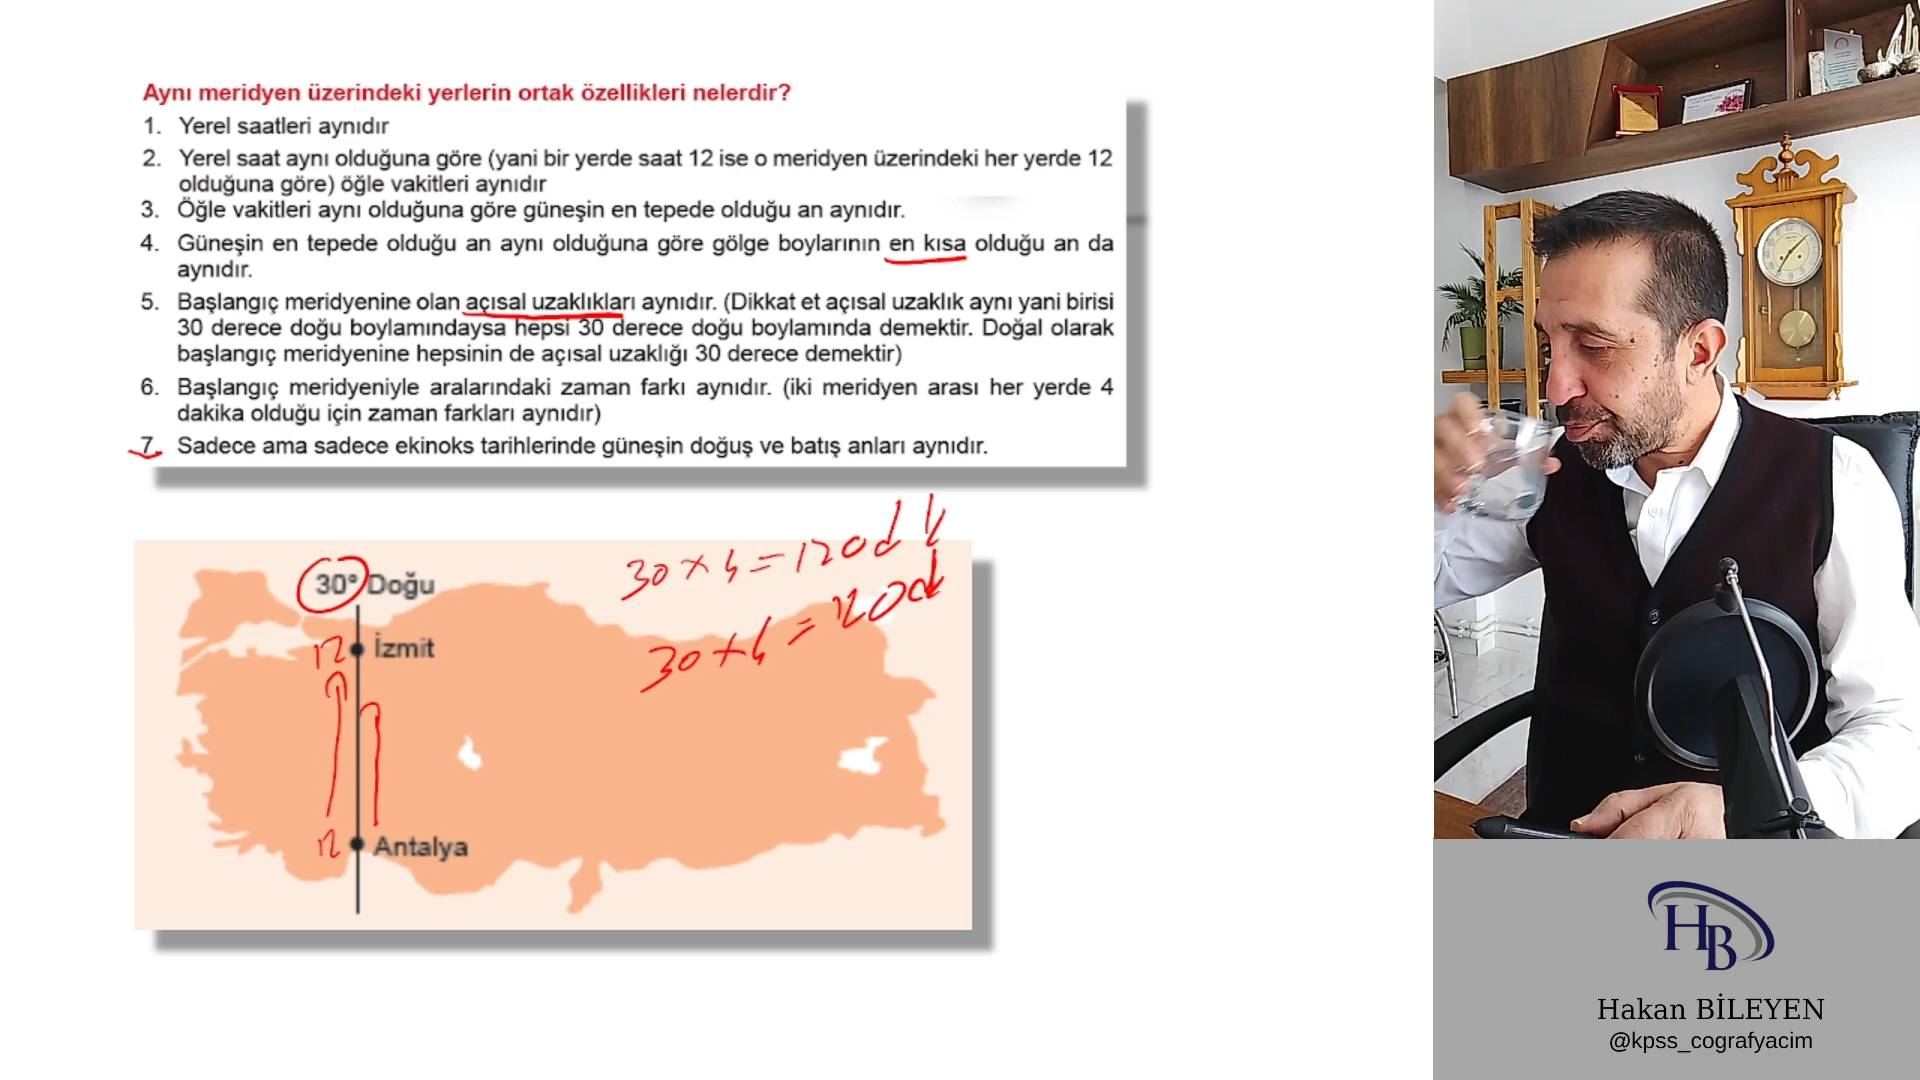 Aynı meridyen üzerindeki yerlerin ortak özellikleri nelerdir?
1. Yerel saatleri aynıdır
2. Yerel saat aynı olduğuna göre (yani bir yerde saat 12 ise o meridyen üzerindeki her yerde 12
olduğuna göre) öğle vakitleri aynıdır
3. Öğle vakitleri aynı olduğuna göre güneşin en tepede olduğu an aynıdır.
4. Güneşin en tepede olduğu an aynı olduğuna göre gölge boylarının en kısa olduğu an da
aynıdır.
5. Başlangıç meridyenine olan açısal uzaklıkları aynıdır. (Dikkat et açısal uzaklık aynı yani birisi
30 derece doğu boylamındaysa hepsi 30 derece doğu boylamında demektir. Doğal olarak
başlangıç meridyenine hepsinin de açısal uzaklığı 30 derece demektir)
6. Başlangıç meridyeniyle aralarındaki zaman farkı aynıdır. (iki meridyen arası her yerde 4
dakika olduğu için zaman farkları aynıdır)
7. Sadece ama sadece ekinoks tarihlerinde güneşin doğuş ve batış anları aynıdır.
30 x 4 = 120 d
30° Doğu
30 x 4 = 120 d
12 İzmit
12 Antalya
HB
Hakan BİLEYEN
@kpss_cografyacim